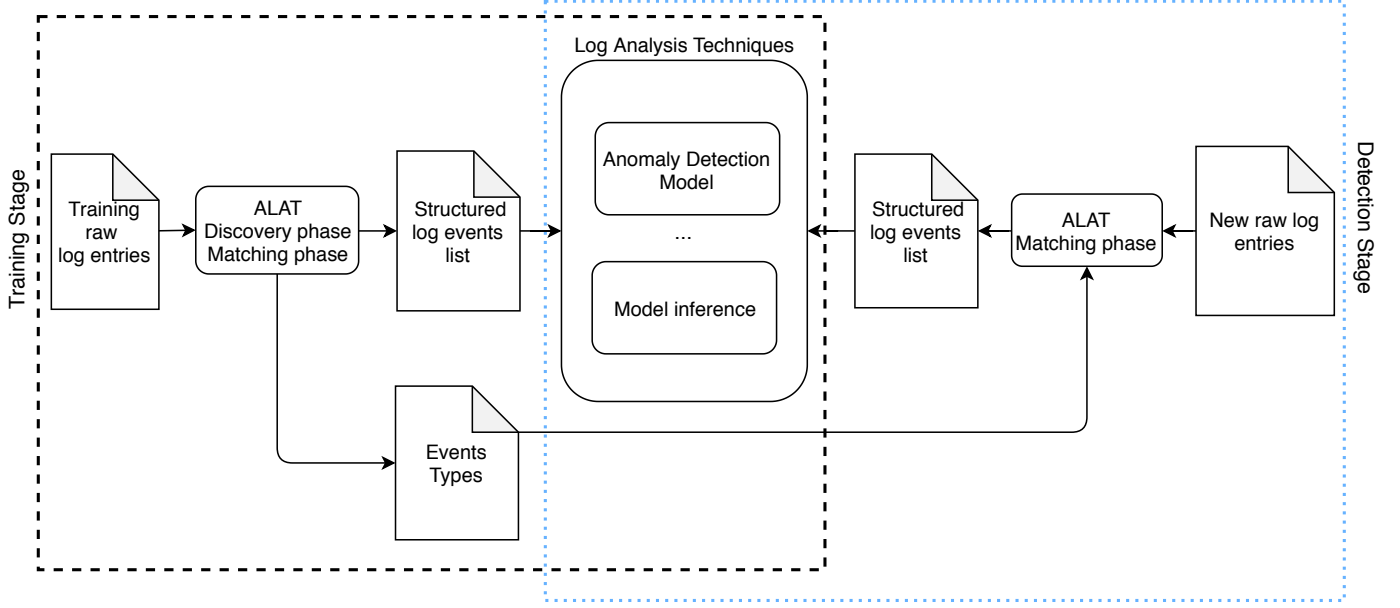 Training Stage
Training
raw
log entries
ALAT
Discovery phase
Matching phase
Structured
log events
list
Events
Types
Log Analysis Techniques
Anomaly Detection
Model
...
Model inference
Structured
log events
list
ALAT
Matching phase
New raw log
entries
Detection Stage